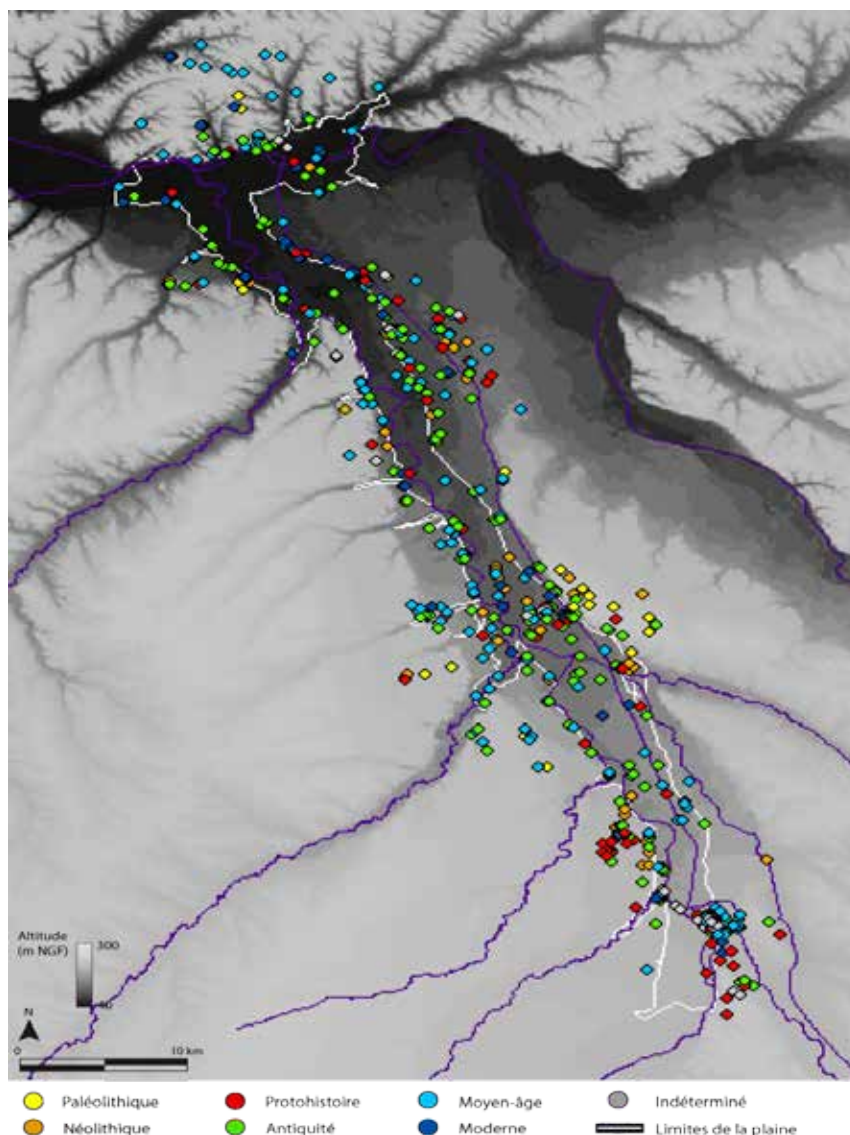 Altitude
(m NGF)
300
N
0 10 km
Paléolithique Protohistoire Moyen-âge Indéterminé
Néolithique Antiquité Moderne Limites de la plaine